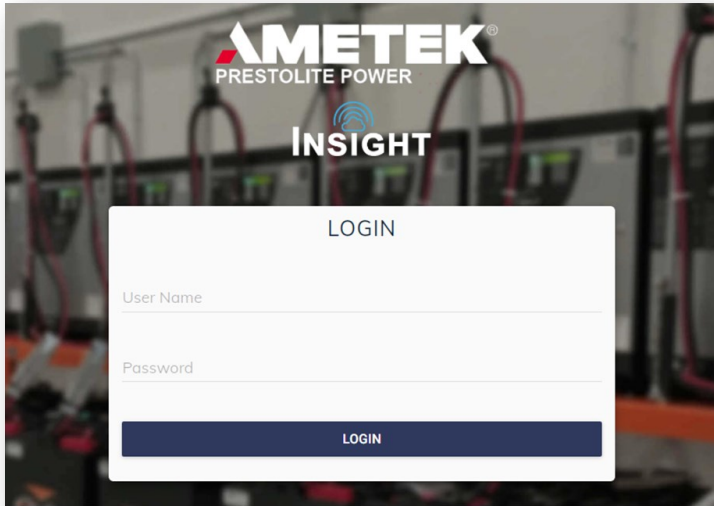 AMETEK®
PRESTOLITE POWER
INSIGHT
LOGIN
User Name
Password
LOGIN